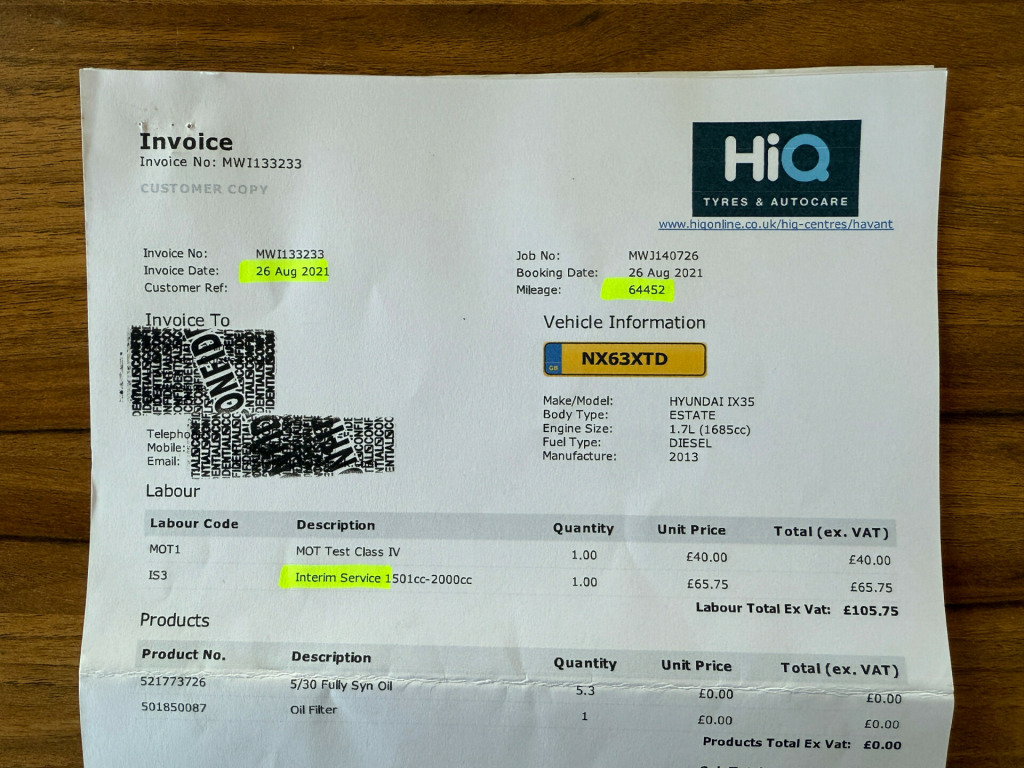 Invoice
Invoice No: MWI133233
CUSTOMER COPY
HiQ
TYRES & AUTOCARE
www.hiqonline.co.uk/hiq-centres/havant
Invoice No: MWI133233
Invoice Date: 26 Aug 2021
Customer Ref:
Job No: MWJ140726
Booking Date: 26 Aug 2021
Mileage: 64452
Invoice To
Telepho
Mobile:
Email:
Vehicle Information
GB NX63XTD
Make/Model: HYUNDAI IX35
Body Type: ESTATE
Engine Size: 1.7L (1685cc)
Fuel Type: DIESEL
Manufacture: 2013
Labour
Labour Code Description Quantity Unit Price Total (ex. VAT)
MOT1 MOT Test Class IV 1.00 £40.00 £40.00
IS3 Interim Service 1501cc-2000cc 1.00 £65.75 £65.75
Labour Total Ex Vat: £105.75
Products
Product No. Description Quantity Unit Price Total (ex. VAT)
521773726 5/30 Fully Syn Oil 5.3 £0.00 £0.00
501850087 Oil Filter 1 £0.00 £0.00
Products Total Ex Vat: £0.00